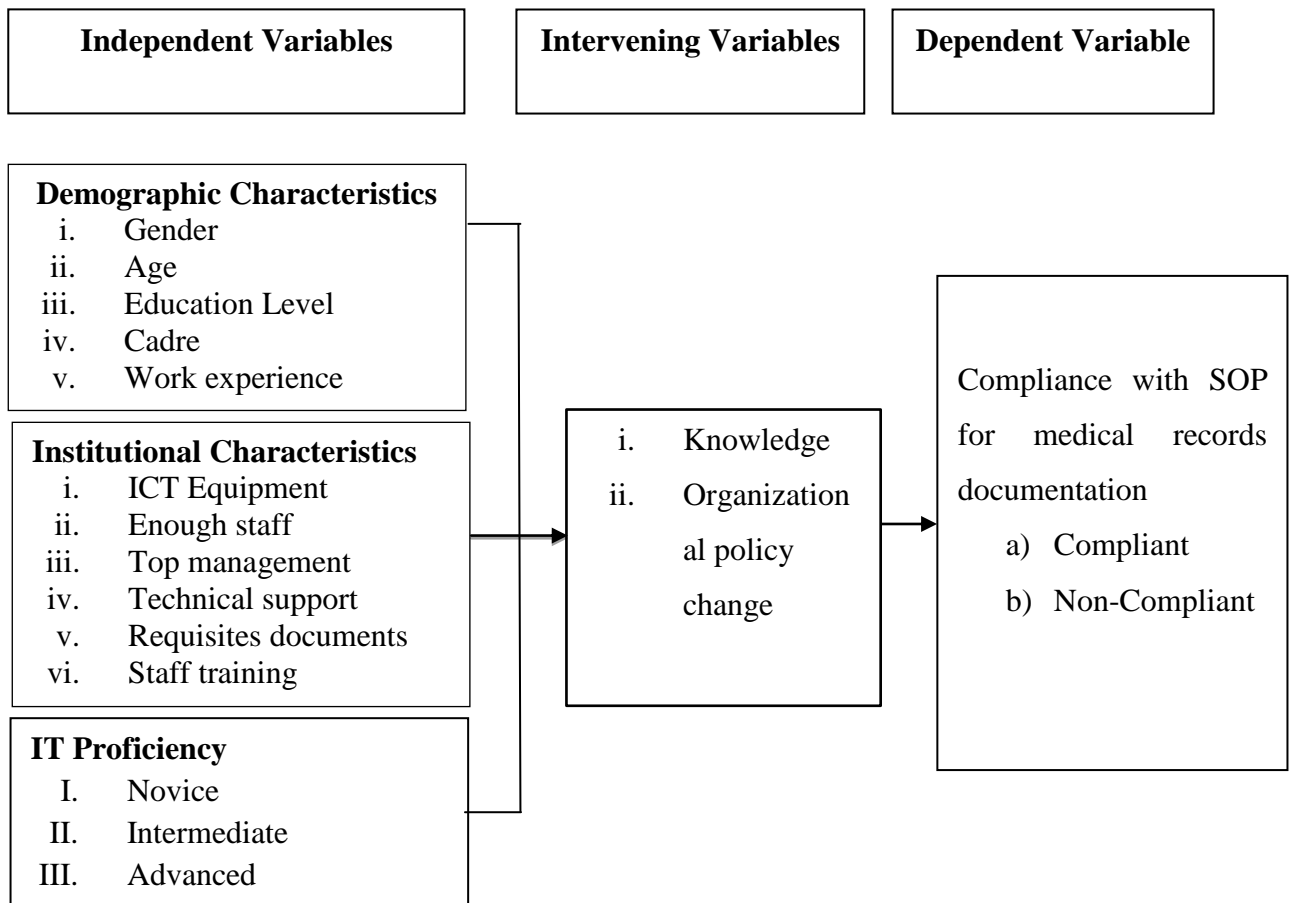 Independent Variables
Intervening Variables
Dependent Variable
Demographic Characteristics
i. Gender
ii. Age
iii. Education Level
iv. Cadre
v. Work experience
Institutional Characteristics
i. ICT Equipment
ii. Enough staff
iii. Top management
iv. Technical support
v. Requisites documents
vi. Staff training
IT Proficiency
I. Novice
II. Intermediate
III. Advanced
i. Knowledge
ii. Organization
al policy
change
Compliance with SOP
for medical records
documentation
a) Compliant
b) Non-Compliant